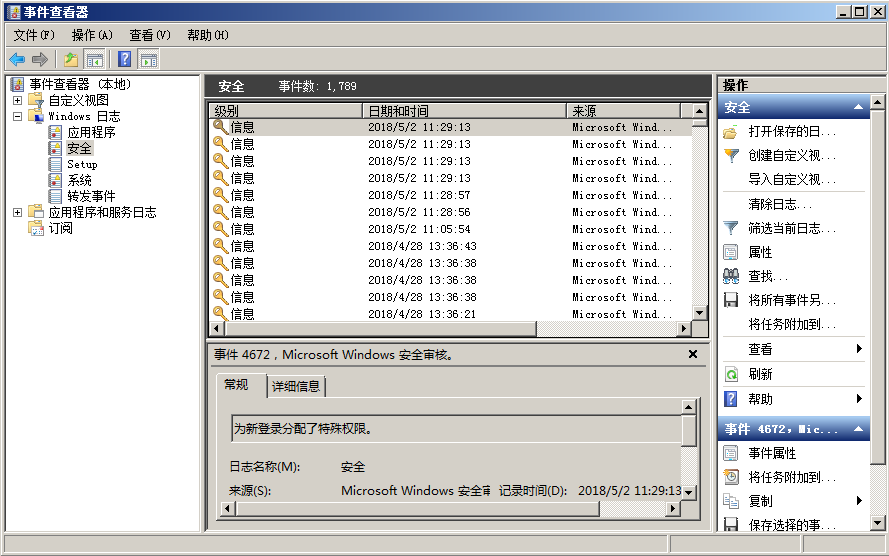 事件查看器
文件(F) 操作(A) 查看(V) 帮助(H)
事件查看器 (本地)
自定义视图
Windows 日志
应用程序
安全
Setup
系统
转发事件
应用程序和服务日志
订阅
安全 事件数: 1,789
级别 日期和时间 来源
信息 2018/5/2 11:29:13 Microsoft Wind...
信息 2018/5/2 11:29:13 Microsoft Wind...
信息 2018/5/2 11:29:13 Microsoft Wind...
信息 2018/5/2 11:29:13 Microsoft Wind...
信息 2018/5/2 11:28:57 Microsoft Wind...
信息 2018/5/2 11:28:56 Microsoft Wind...
信息 2018/5/2 11:05:54 Microsoft Wind...
信息 2018/4/28 13:36:43 Microsoft Wind...
信息 2018/4/28 13:36:38 Microsoft Wind...
信息 2018/4/28 13:36:38 Microsoft Wind...
信息 2018/4/28 13:36:38 Microsoft Wind...
信息 2018/4/28 13:36:21 Microsoft Wind...
事件 4672，Microsoft Windows 安全审核。
常规 详细信息
为新登录分配了特殊权限。
日志名称(M): 安全
来源(S): Microsoft Windows 安全审 记录时间(D): 2018/5/2 11:29:13
操作
安全
打开保存的日...
创建自定义视...
导入自定义视...
清除日志...
筛选当前日志...
属性
查找...
将所有事件另...
将任务附加到...
查看
刷新
帮助
事件 4672，Mic...
事件属性
将任务附加到...
复制
保存选择的事...